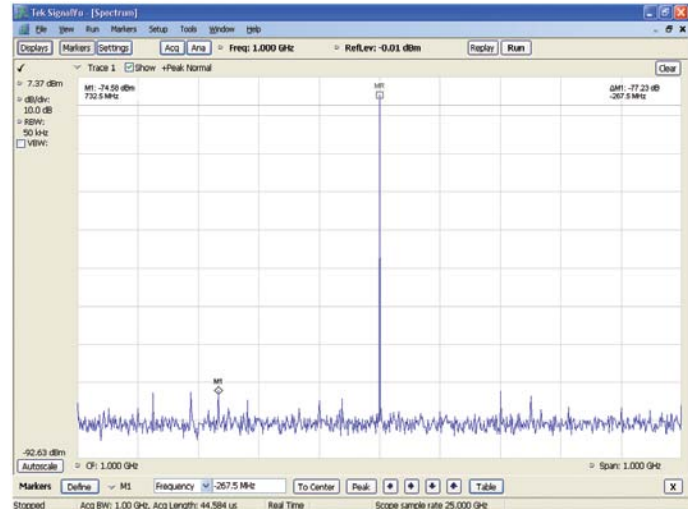 Tek SignalVu - [Spectrum]
File View Run Markers Setup Tools Window Help
Displays Markers Settings Acq Ana Freq: 1.000 GHz RefLev: -0.01 dBm Replay Run
Trace 1 Show +Peak Normal Clear
7.37 dBm
dB/div:
10.0 dB
RBW:
50 kHz
VBW:
M1: -74.58 dBm
732.5 MHz
MR
ΔM1: -77.23 dB
-267.5 MHz
M1
-92.63 dBm
Autoscale CF: 1.000 GHz Span: 1.000 GHz
Markers Define M1 Frequency -267.5 MHz To Center Peak Table X
Stopped Acq BW: 1.00 GHz, Acq Length: 44.584 us Real Time Scope sample rate 25.000 GHz